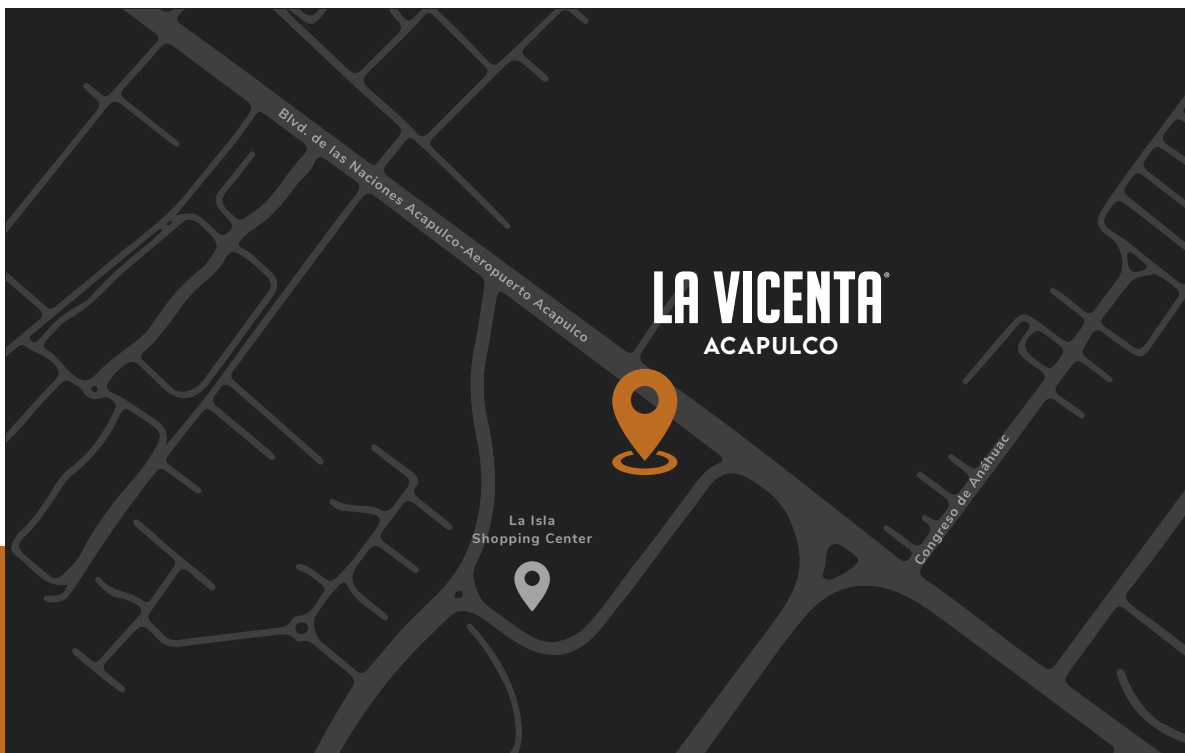 Blvd. de las Naciones Acapulco-Aeropuerto Acapulco
LA VICENTA®
ACAPULCO
Congreso de Anáhuac
La Isla
Shopping Center